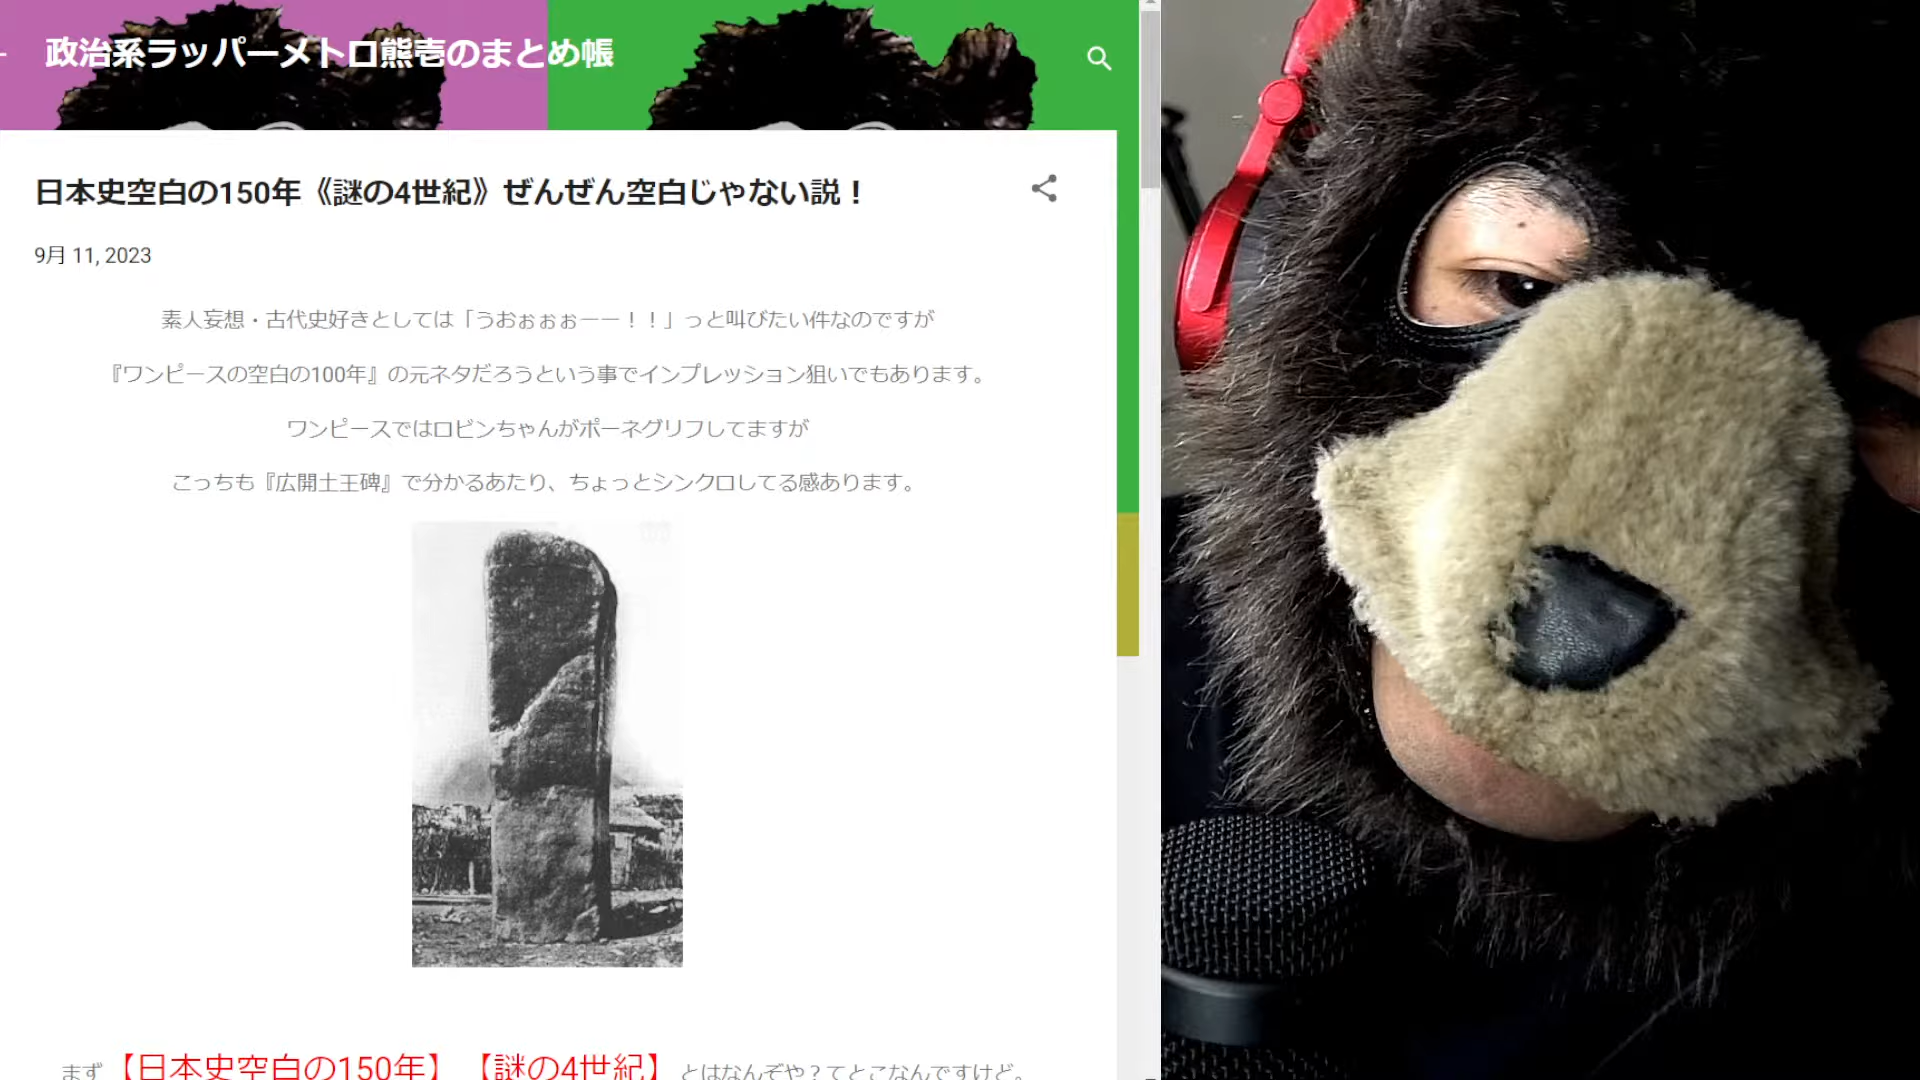 政治系ラッパーメトロ熊壱のまとめ帳
日本史空白の150年《謎の4世紀》ぜんぜん空白じゃない説！
9月 11, 2023
素人妄想・古代史好きとしては「うおぉぉぉーー！！」っと叫びたい件なのですが
『ワンピースの空白の100年』の元ネタだろうという事でインプレッション狙いでもあります。
ワンピースではロビンちゃんがポーネグリフしてますが
こっちも『広開土王碑』で分かるあたり、ちょっとシンクロしてる感あります。
まず【日本史空白の150年】【謎の4世紀】とはなんぞや？てとこなんですけど。